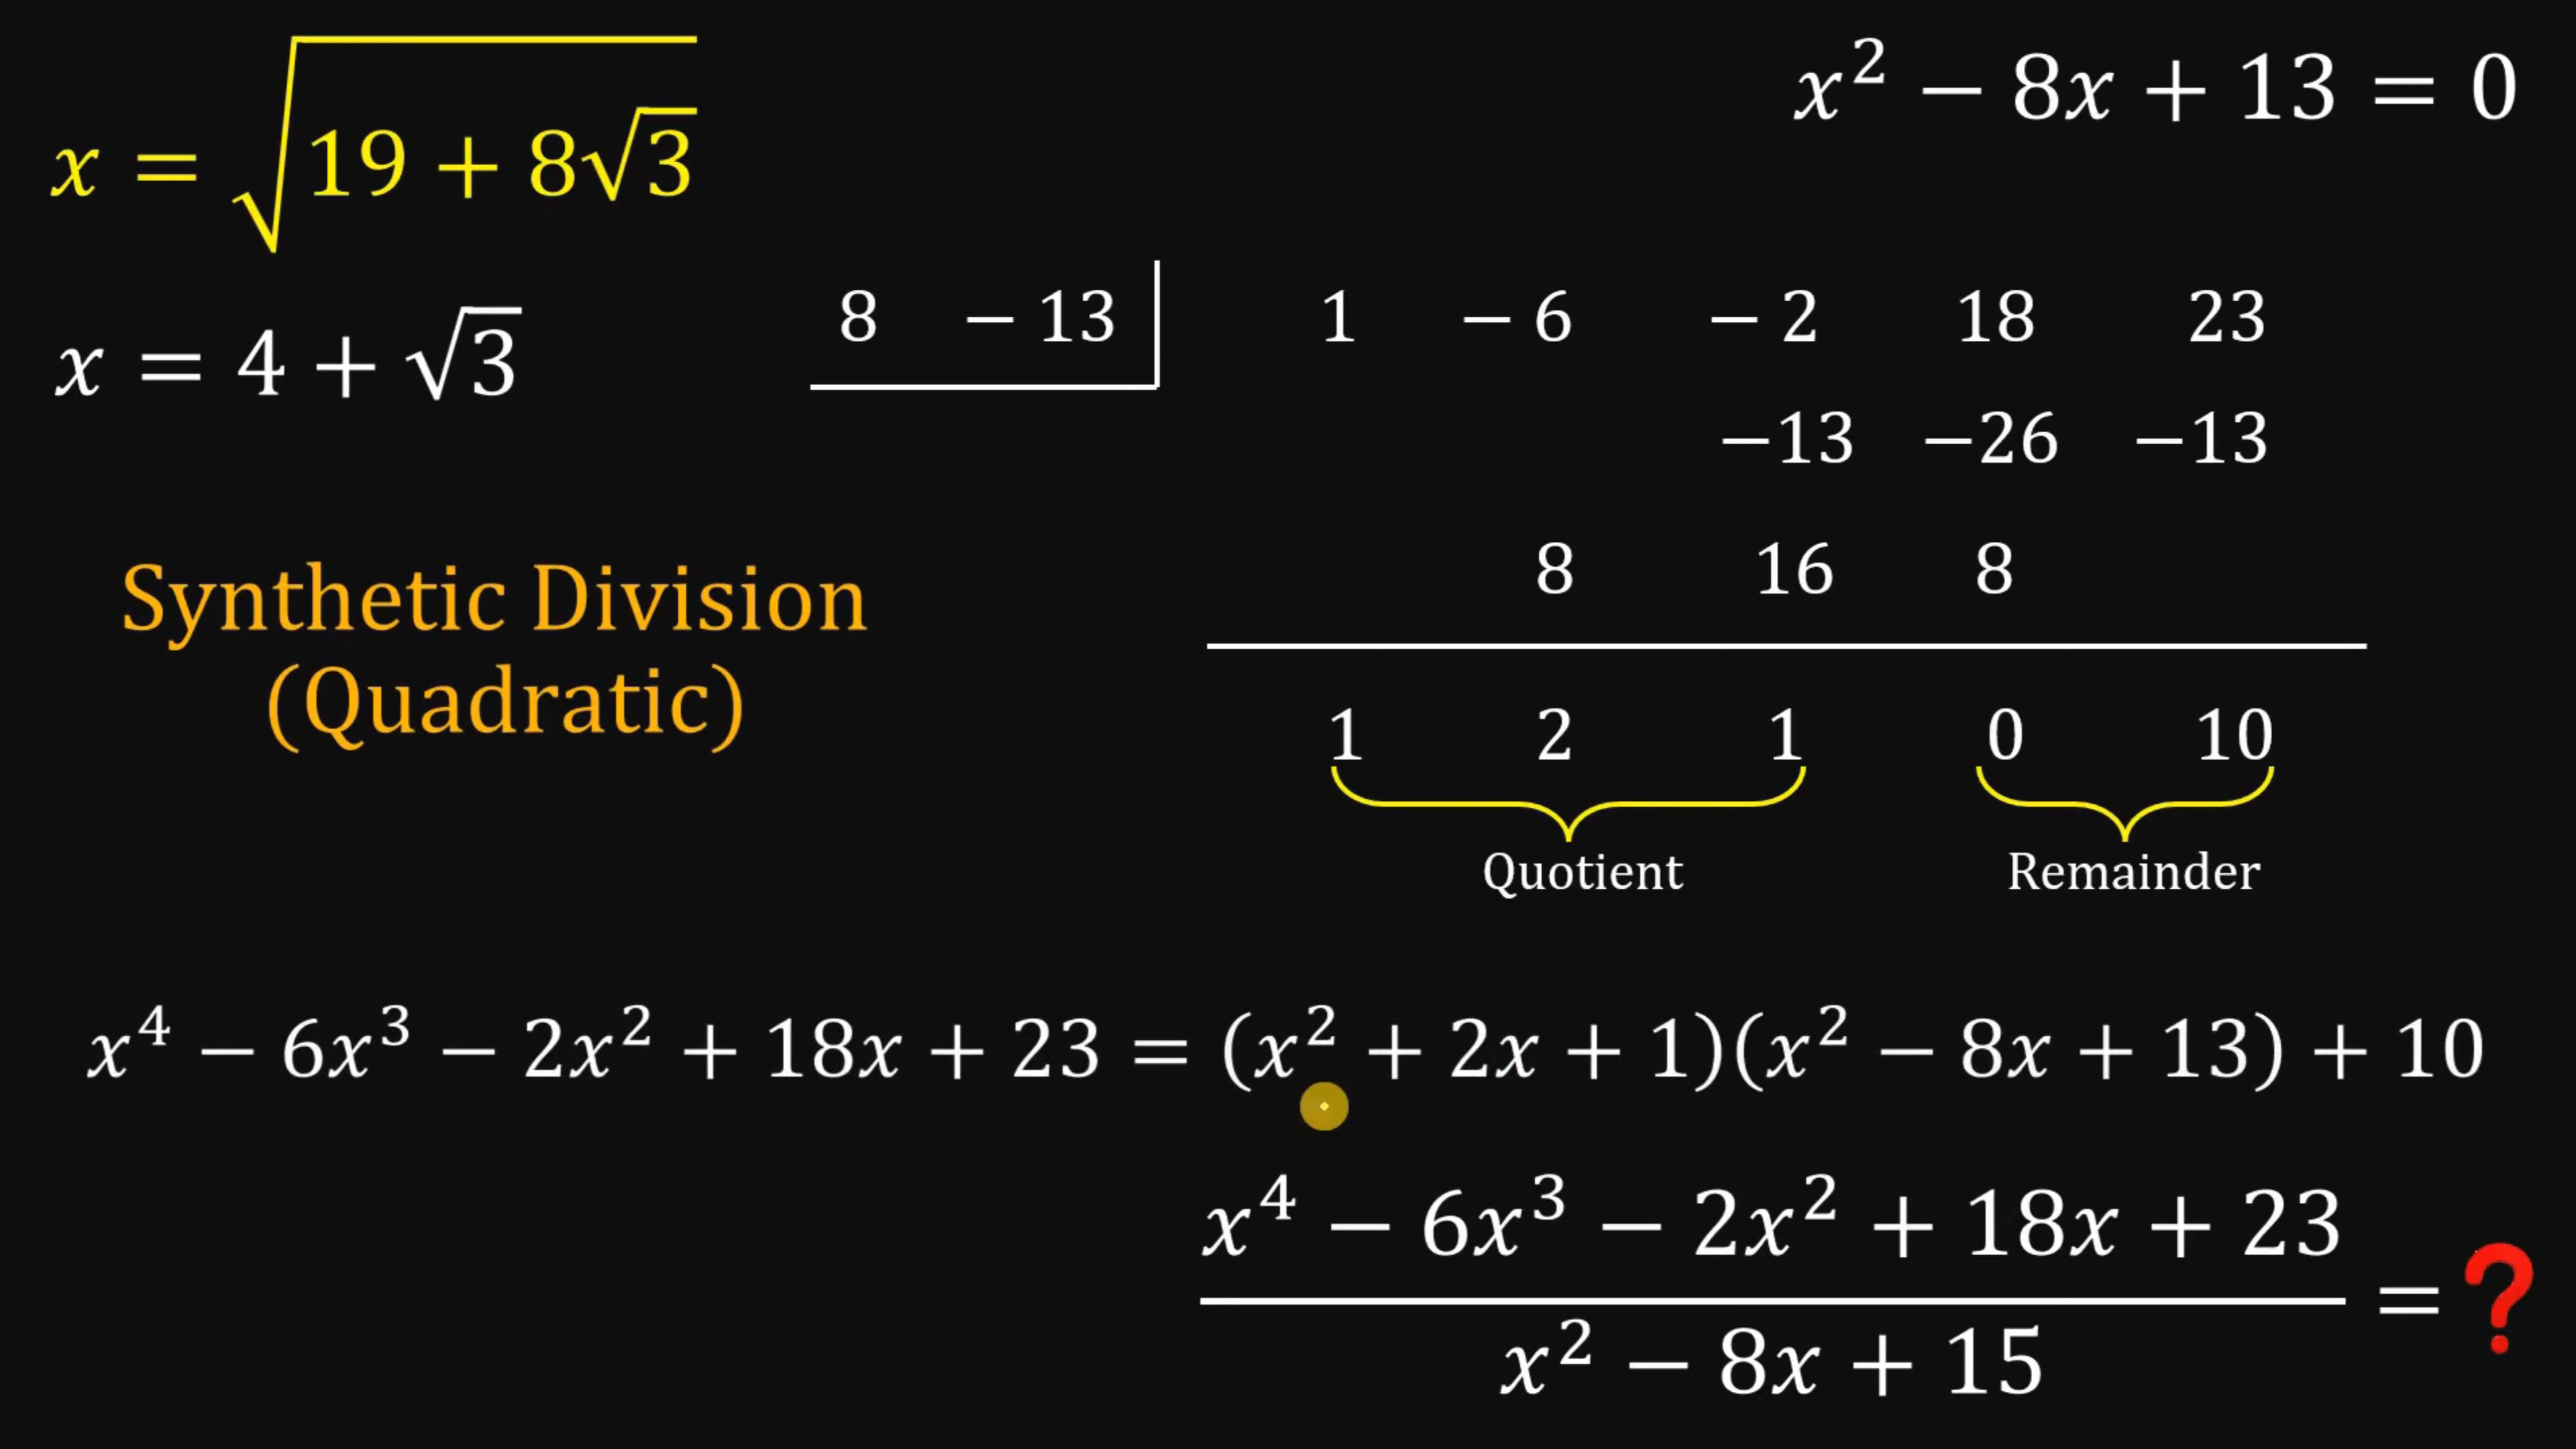 x = √(19 + 8√3)
x² − 8x + 13 = 0
x = 4 + √3
8 − 13 1 − 6 − 2 18 23
−13 −26 −13
8 16 8
1 2 1 0 10
Quotient Remainder
Synthetic Division
(Quadratic)
x⁴ − 6x³ − 2x² + 18x + 23 = (x² + 2x + 1)(x² − 8x + 13) + 10
x⁴ − 6x³ − 2x² + 18x + 23
= ?
x² − 8x + 15